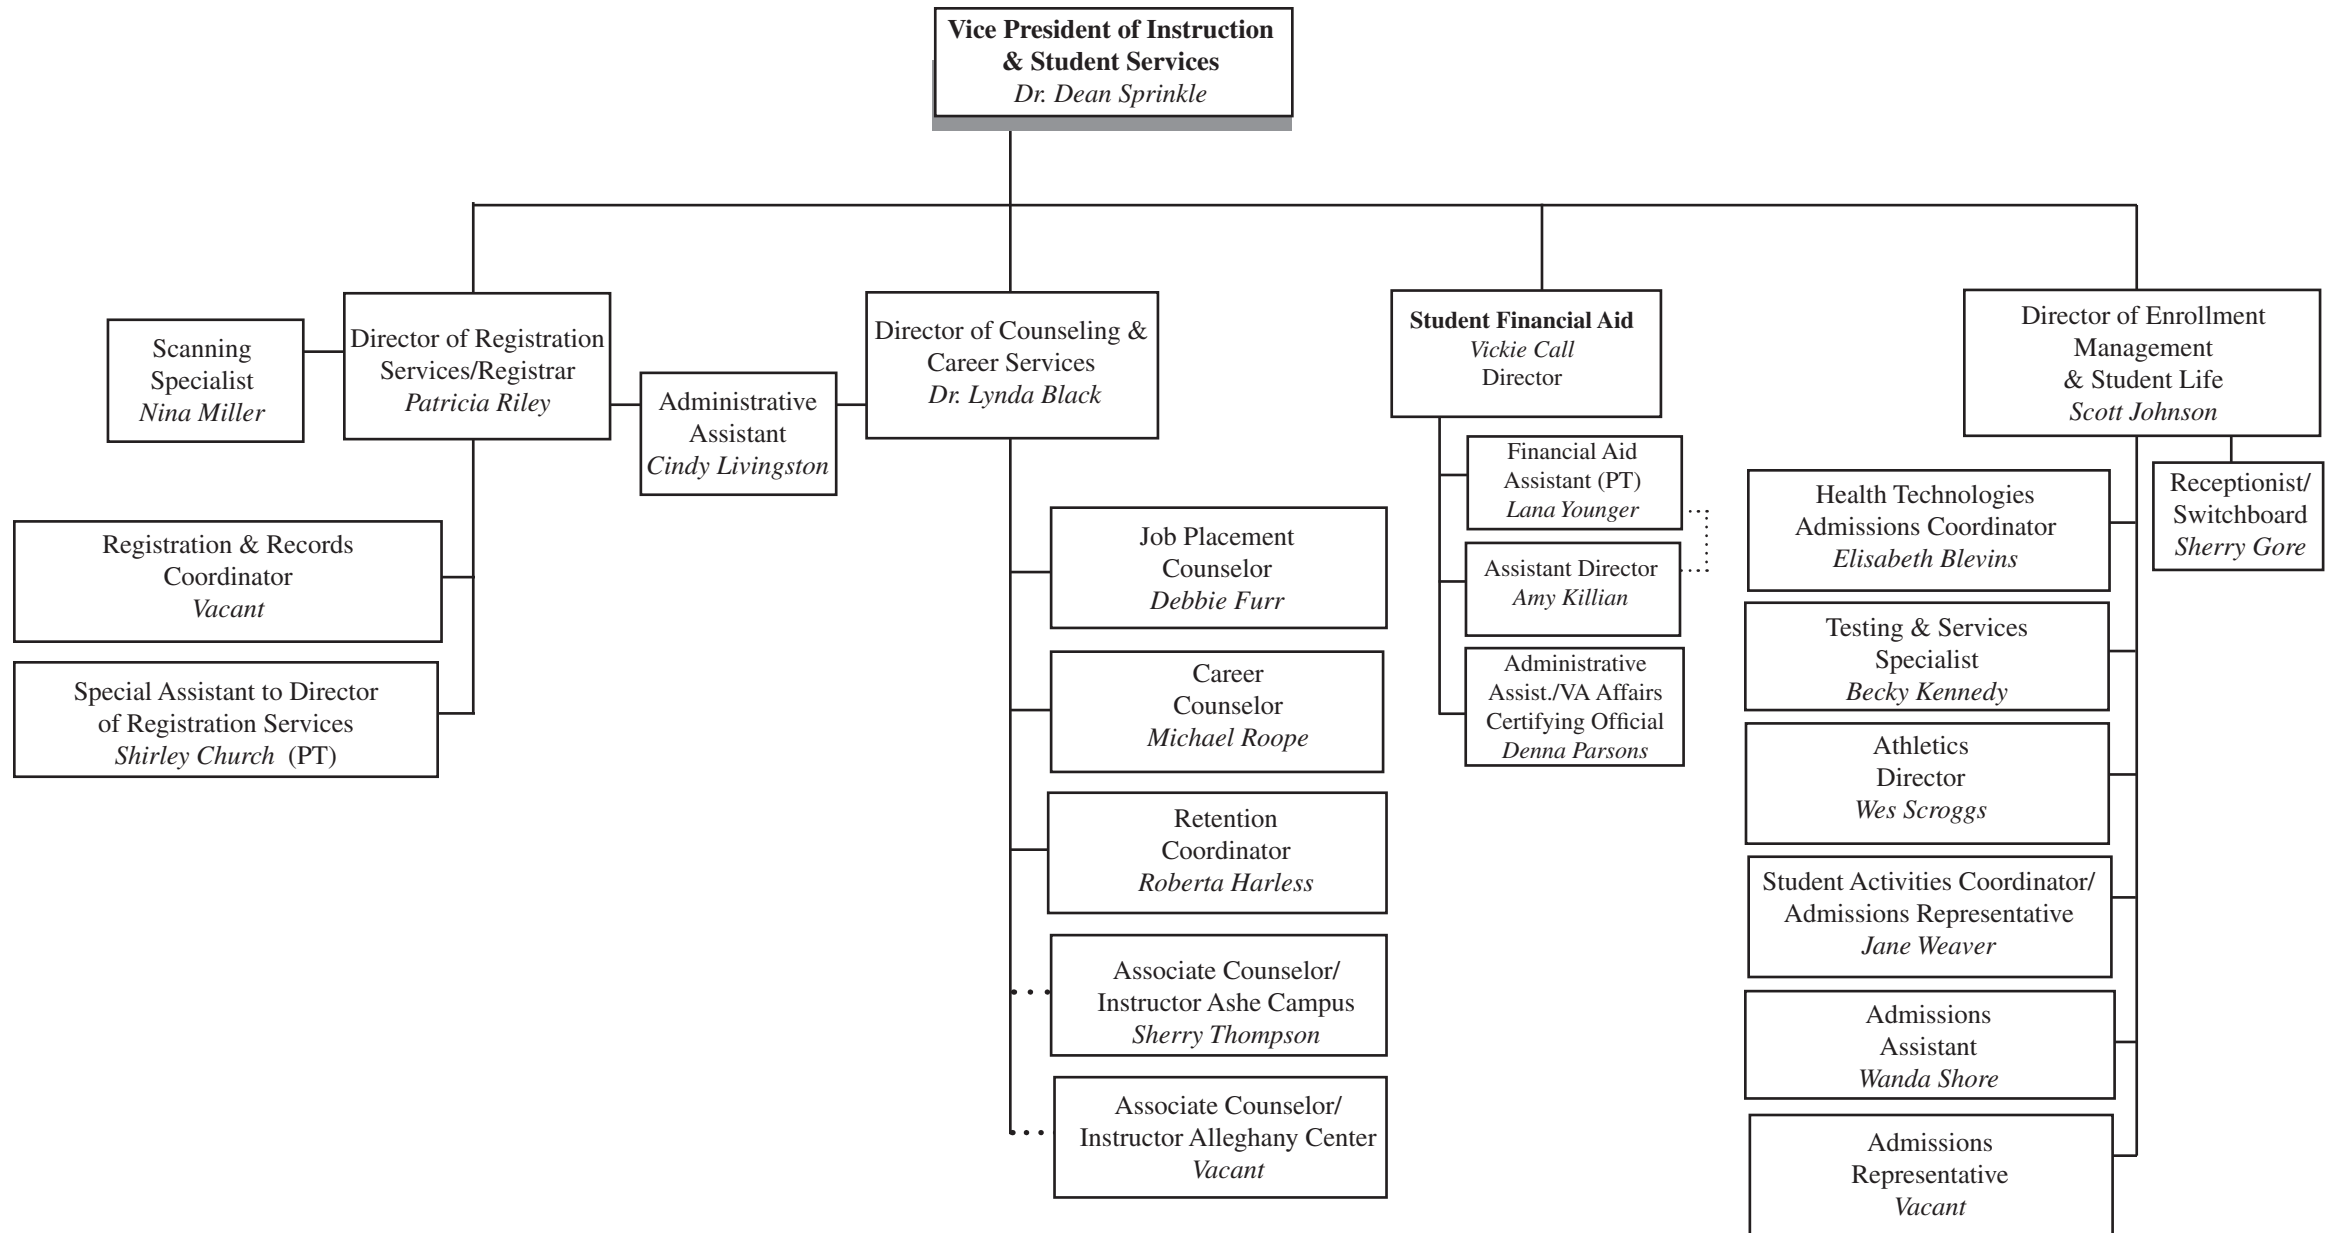 Vice President of Instruction
& Student Services
Dr. Dean Sprinkle
Scanning
Specialist
Nina Miller
Director of Registration
Services/Registrar
Patricia Riley
Administrative
Assistant
Cindy Livingston
Director of Counseling &
Career Services
Dr. Lynda Black
Student Financial Aid
Vickie Call
Director
Director of Enrollment
Management
& Student Life
Scott Johnson
Registration & Records
Coordinator
Vacant
Special Assistant to Director
of Registration Services
Shirley Church (PT)
Job Placement
Counselor
Debbie Furr
Career
Counselor
Michael Roope
Retention
Coordinator
Roberta Harless
Associate Counselor/
Instructor Ashe Campus
Sherry Thompson
Associate Counselor/
Instructor Alleghany Center
Vacant
Financial Aid
Assistant (PT)
Lana Younger
Assistant Director
Amy Killian
Administrative
Assist./VA Affairs
Certifying Official
Denna Parsons
Health Technologies
Admissions Coordinator
Elisabeth Blevins
Receptionist/
Switchboard
Sherry Gore
Testing & Services
Specialist
Becky Kennedy
Athletics
Director
Wes Scroggs
Student Activities Coordinator/
Admissions Representative
Jane Weaver
Admissions
Assistant
Wanda Shore
Admissions
Representative
Vacant